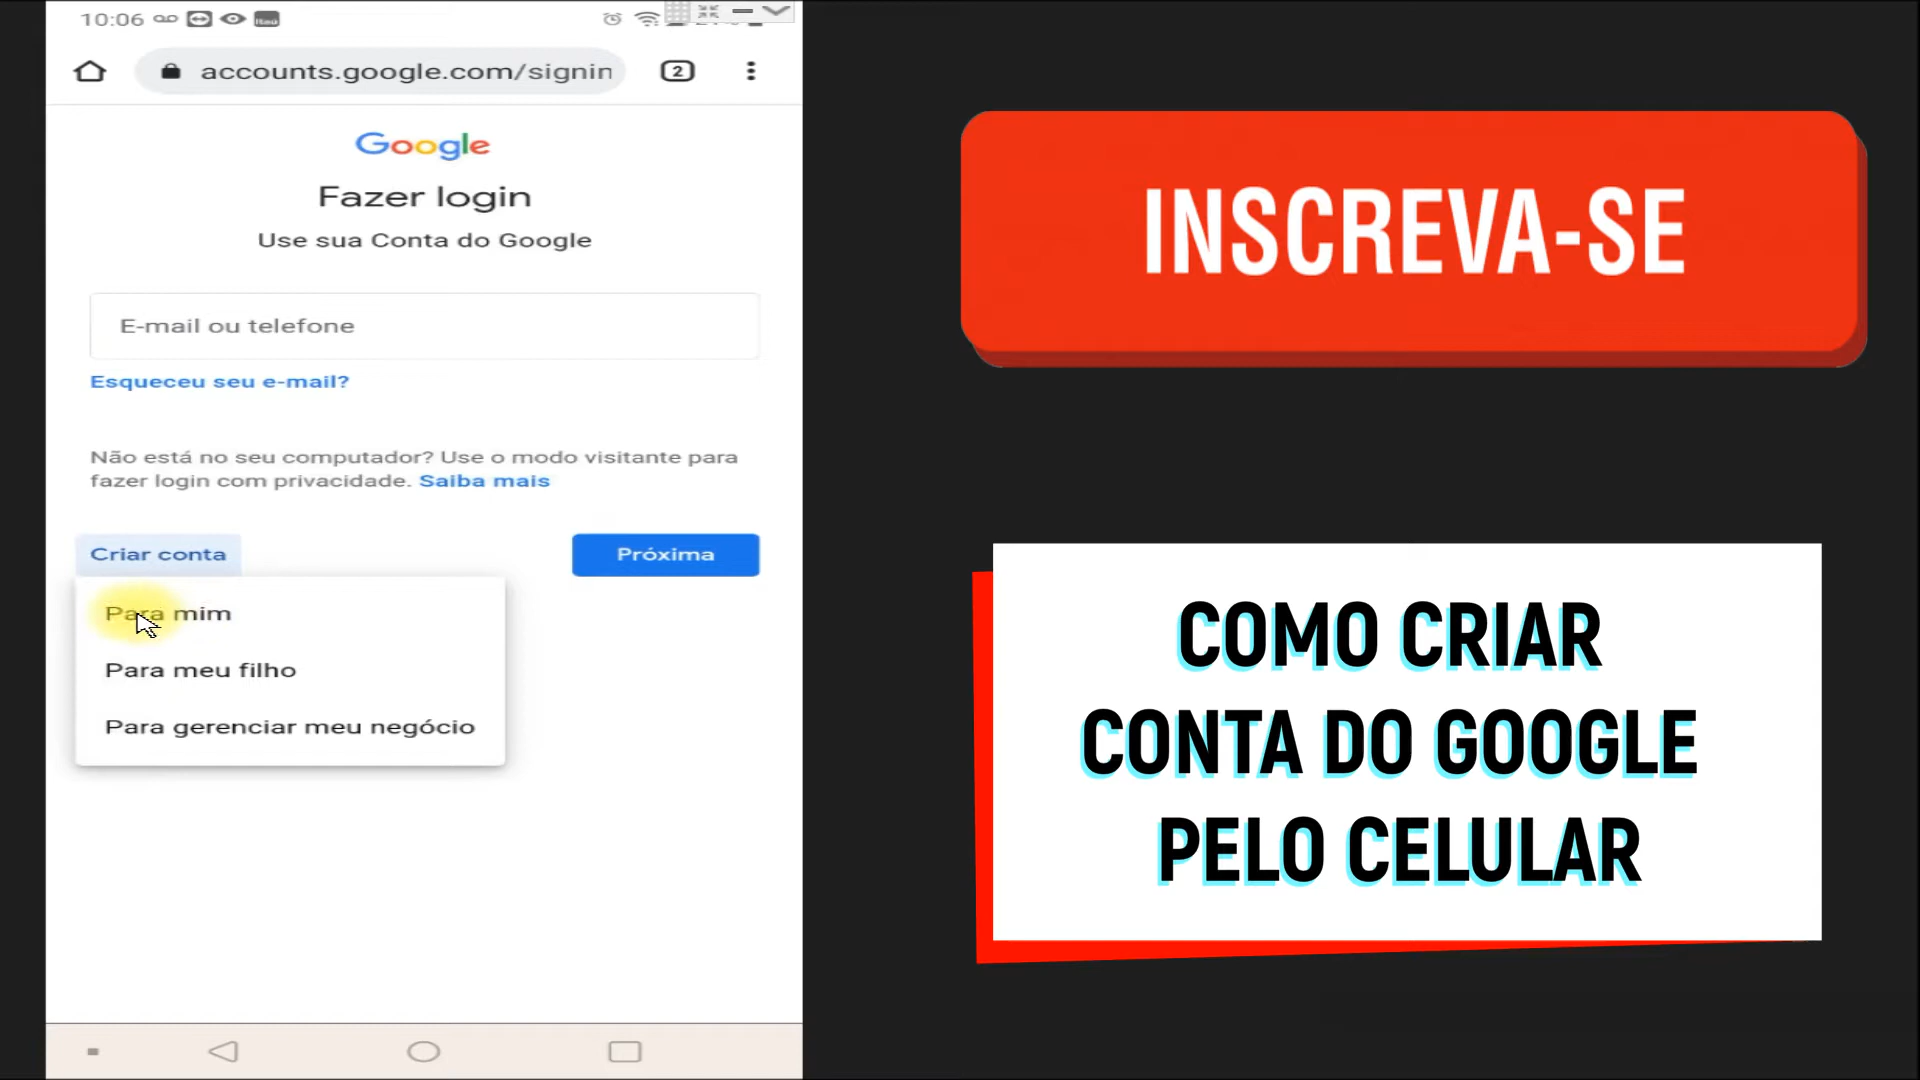 10:06
Itaú
accounts.google.com/signin
2
Google
Fazer login
Use sua Conta do Google
E-mail ou telefone
Esqueceu seu e-mail?
Não está no seu computador? Use o modo visitante para
fazer login com privacidade. Saiba mais
Criar conta
Próxima
Para mim
Para meu filho
Para gerenciar meu negócio
INSCREVA-SE
COMO CRIAR
CONTA DO GOOGLE
PELO CELULAR